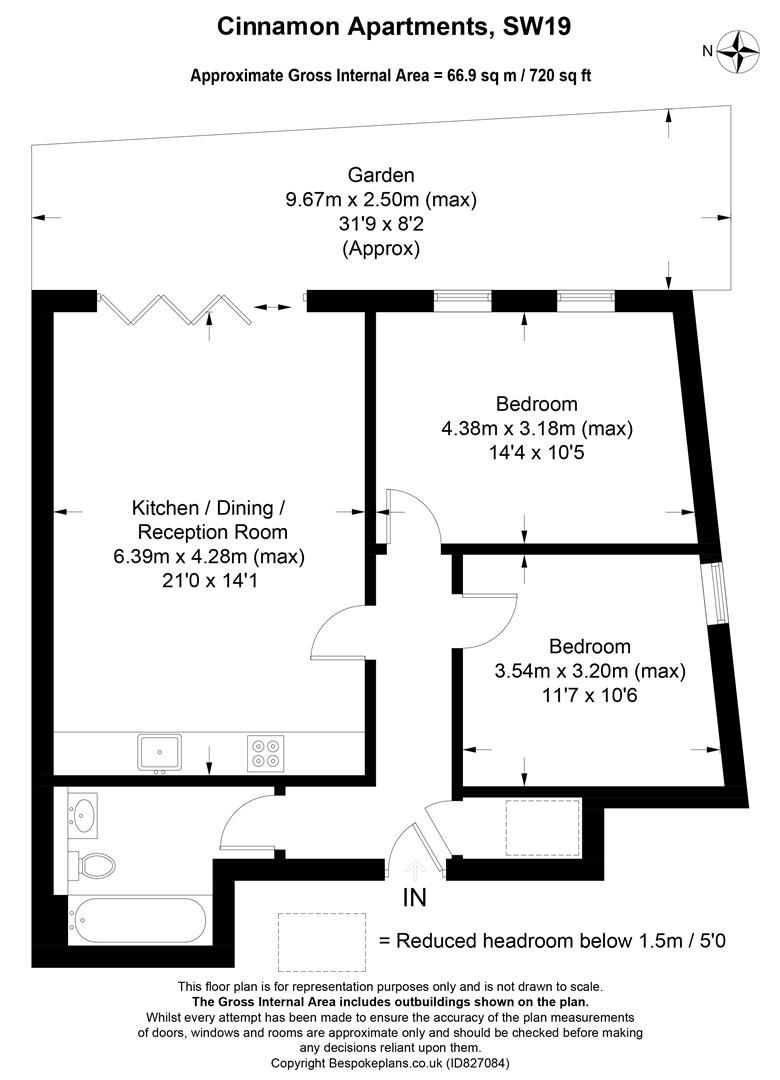 Cinnamon Apartments, SW19
N
Approximate Gross Internal Area = 66.9 sq m / 720 sq ft
Garden
9.67m x 2.50m (max)
31'9 x 8'2
(Approx)
Bedroom
4.38m x 3.18m (max)
14'4 x 10'5
Kitchen / Dining /
Reception Room
6.39m x 4.28m (max)
21'0 x 14'1
Bedroom
3.54m x 3.20m (max)
11'7 x 10'6
IN
= Reduced headroom below 1.5m / 5'0
This floor plan is for representation purposes only and is not drawn to scale.
The Gross Internal Area includes outbuildings shown on the plan.
Whilst every attempt has been made to ensure the accuracy of the plan measurements
of doors, windows and rooms are approximate only and should be checked before making
any decisions reliant upon them.
Copyright Bespokeplans.co.uk (ID827084)